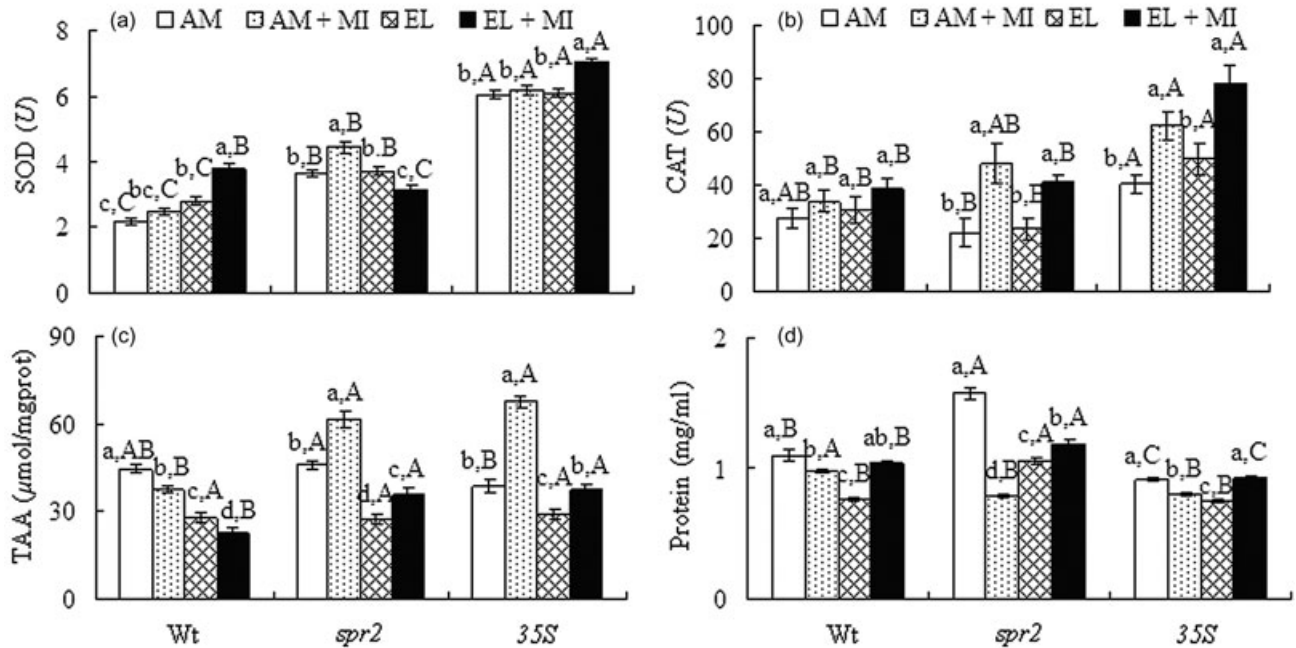 (a) AM AM + MI EL EL + MI
SOD (U)
8
6
4
2
0
c,C bc,C b,C a,B
b,B a,B b.B c,C
b,A b,A b,A a,A
(b) AM AM + MI EL EL + MI
CAT (U)
100
80
60
40
20
0
a,AB a,B a,B a,B
b,B a,AB b,B a,B
b,A a,A b,A a,A
(c)
TAA (µmol/mgprot)
90
60
30
0
a,AB b,B c,A d,B
b,A a,A d,A c,A
b,B a,A c,A b,A
Wt spr2 35S
(d)
Protein (mg/ml)
2
1
0
a,B b,A c,B ab,B
a,A d,B c,A b,A
a,C b,B c,B a,C
Wt spr2 35S